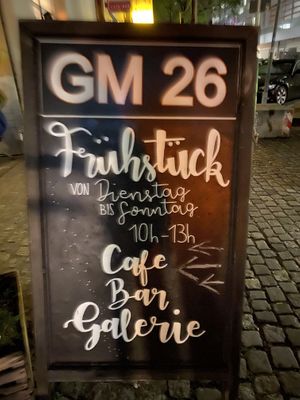 GM 26
Frühstück
VON Dienstag
BIS Sonntag
10h-13h
Cafe
Bar
Galerie